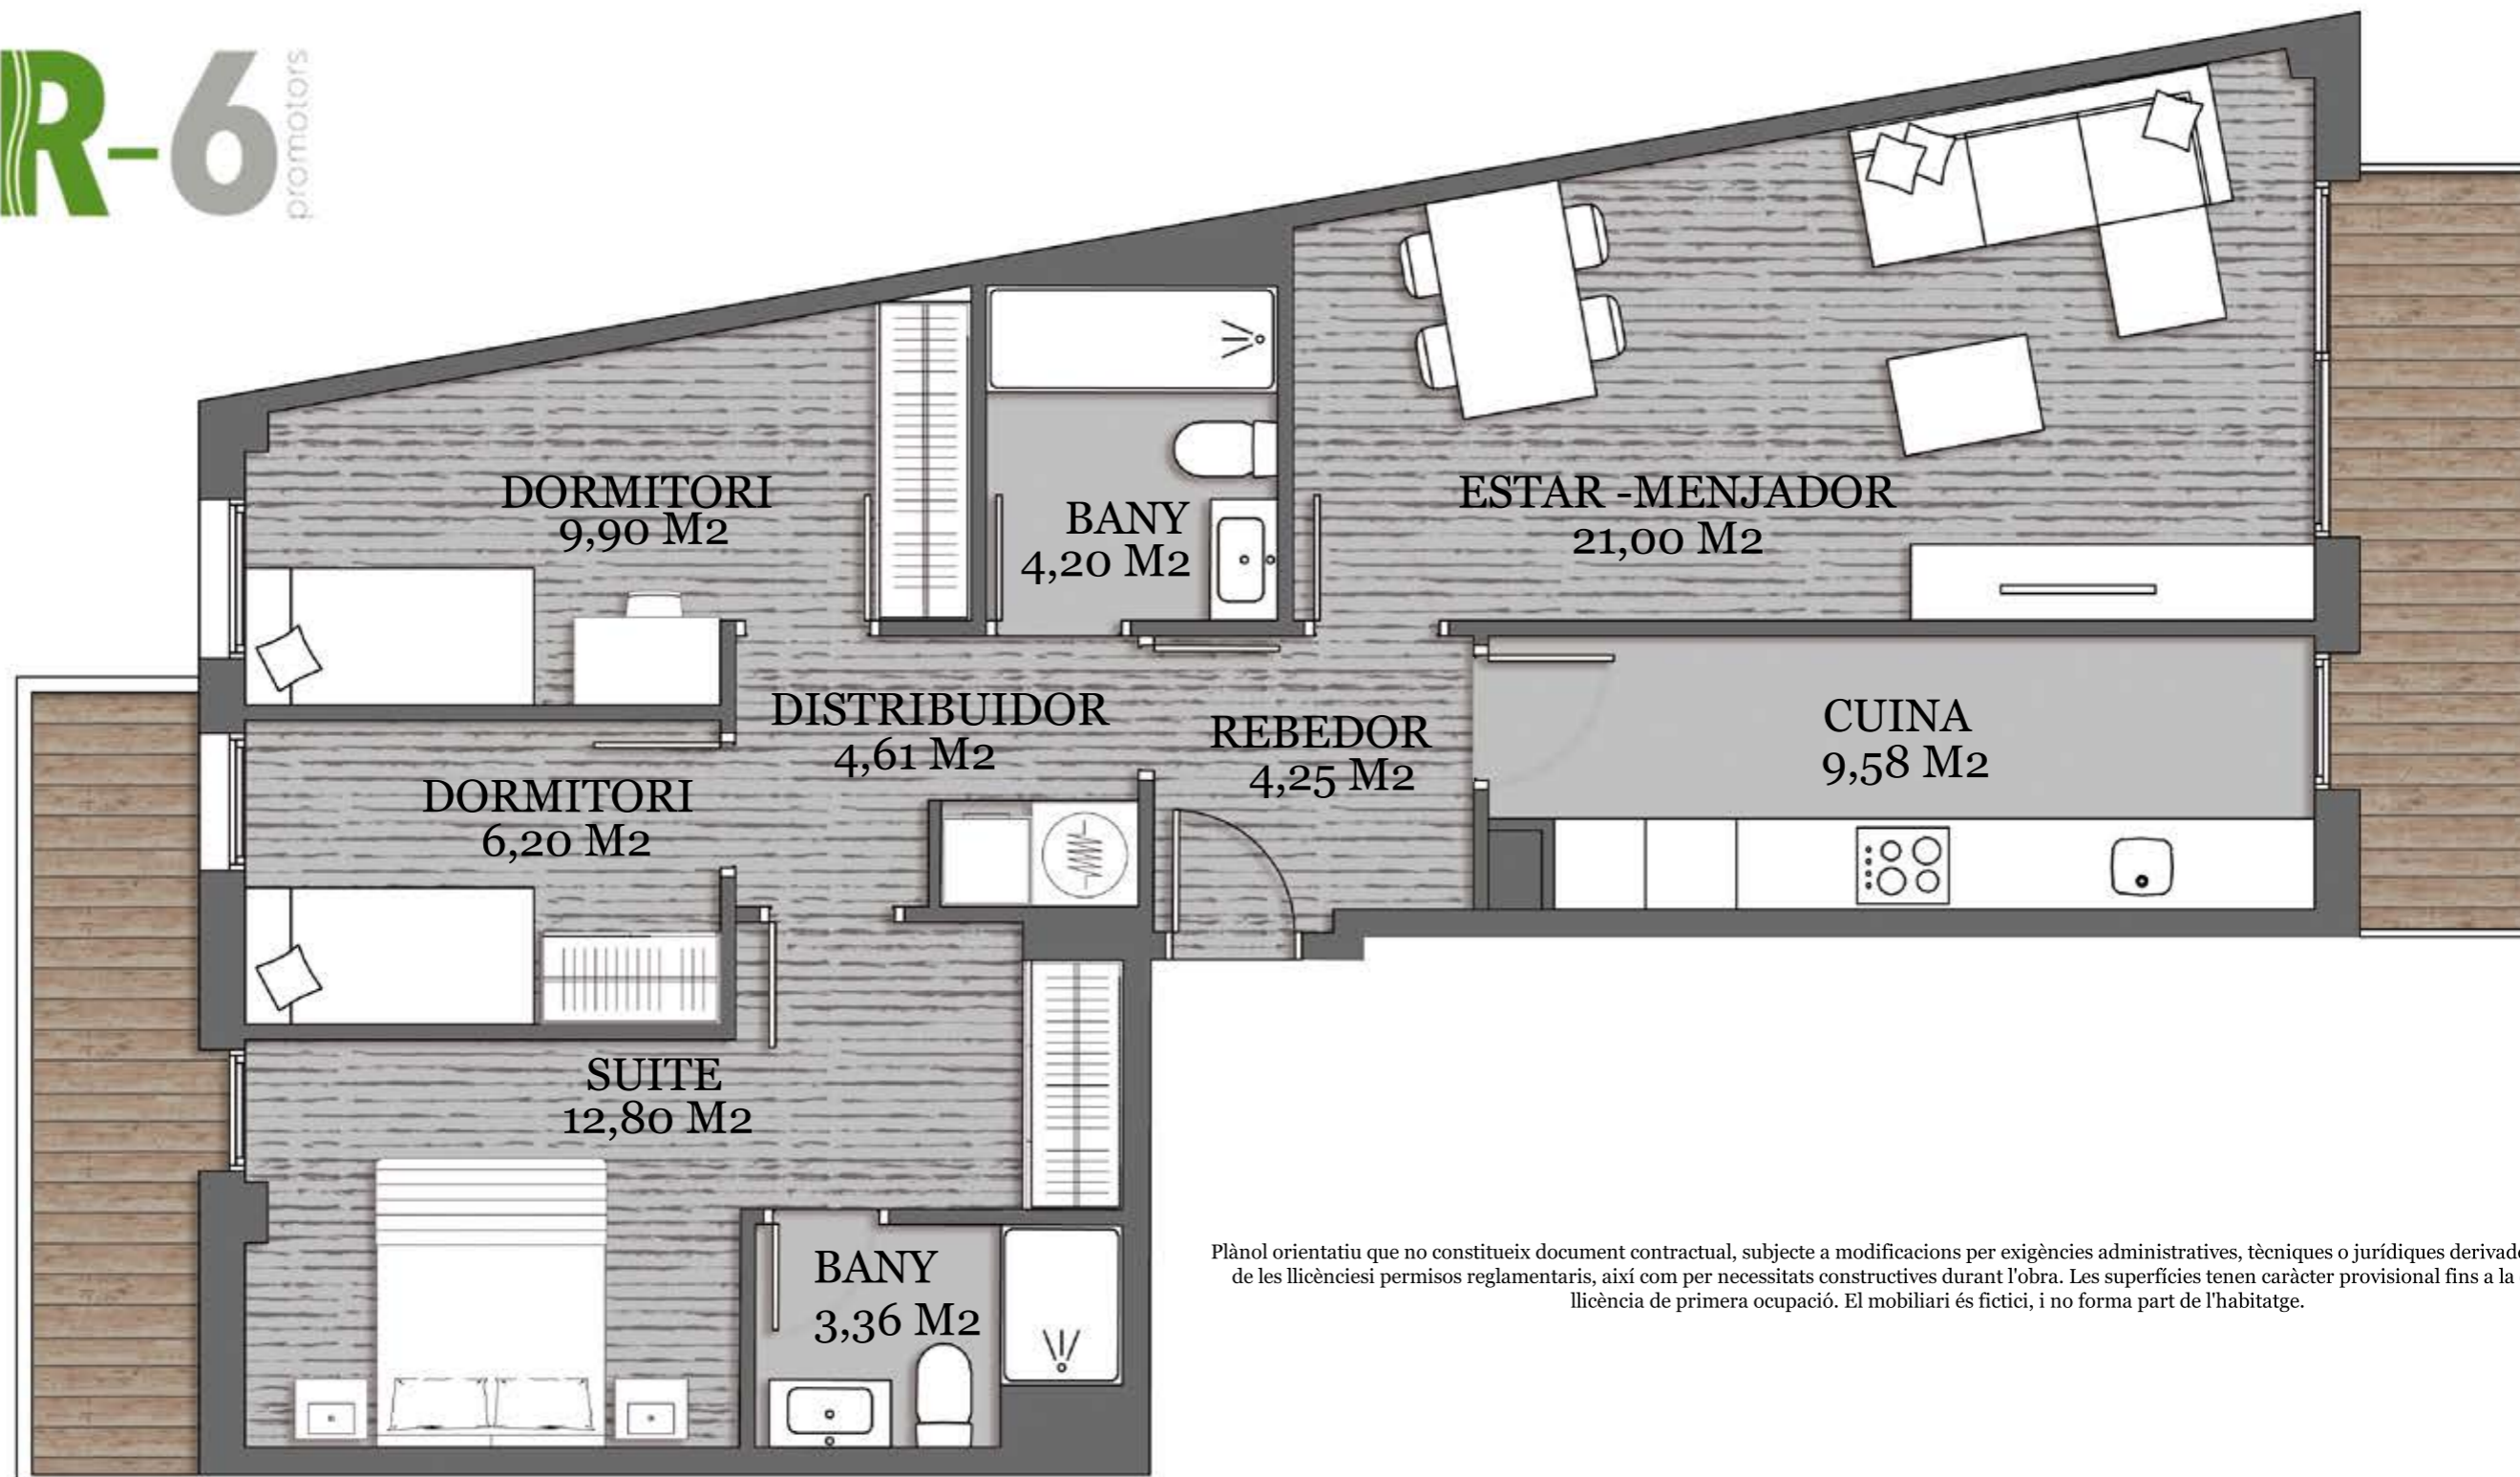 R-6
promotors
DORMITORI
9,90 M2
BANY
4,20 M2
ESTAR -MENJADOR
21,00 M2
DISTRIBUIDOR
4,61 M2
REBEDOR
4,25 M2
CUINA
9,58 M2
DORMITORI
6,20 M2
SUITE
12,80 M2
BANY
3,36 M2
Plànol orientatiu que no constitueix document contractual, subjecte a modificacions per exigències administratives, tècniques o jurídiques
de les llicènciesi permisos reglamentaris, així com per necessitats constructives durant l'obra. Les superfícies tenen caràcter provisional fins a la
llicència de primera ocupació. El mobiliari és fictici, i no forma part de l'habitatge.